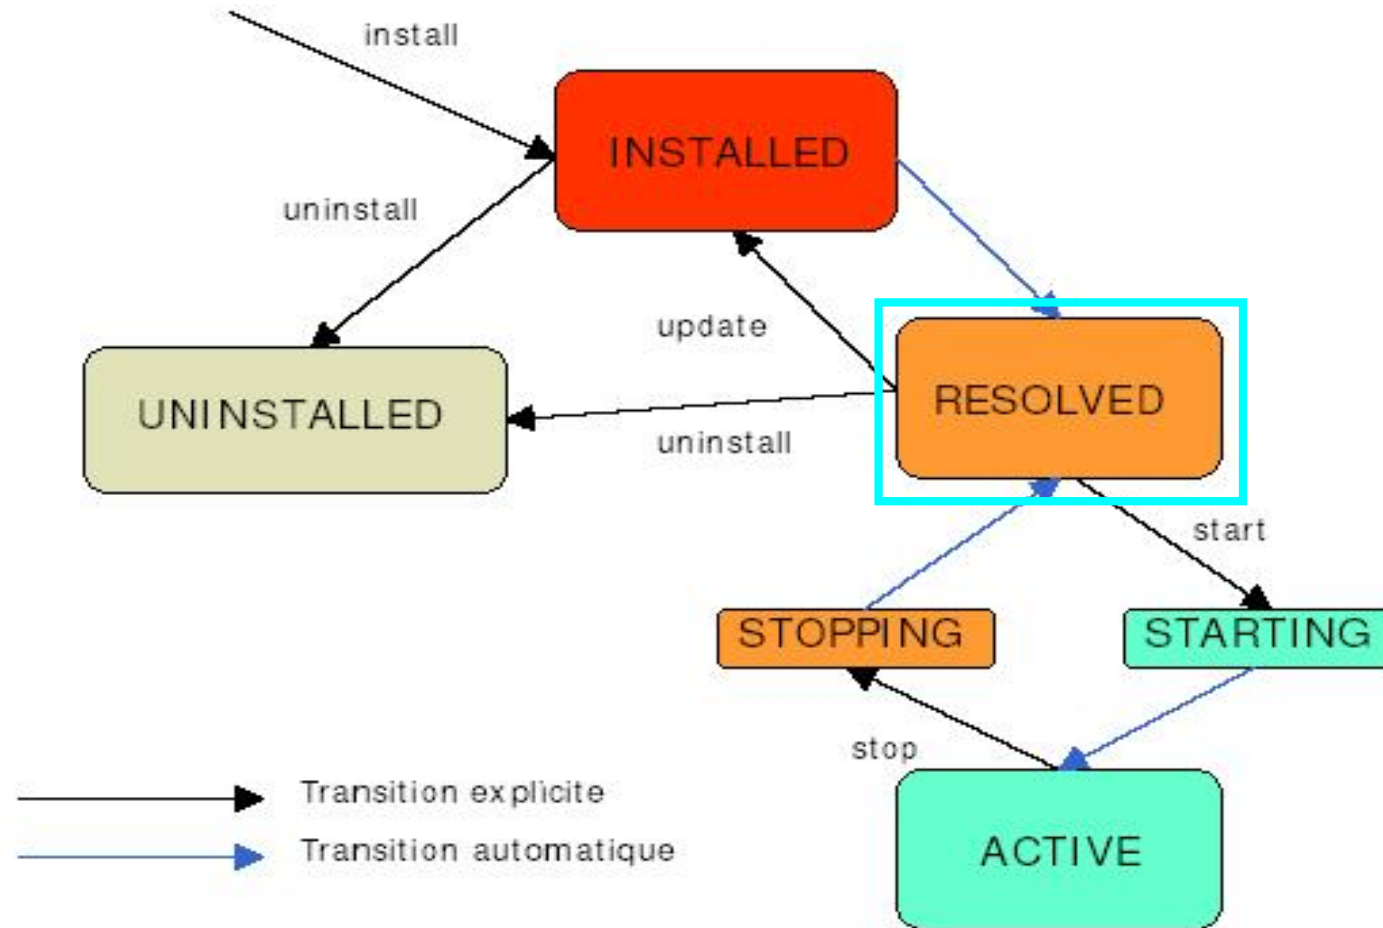 install
INSTALLED
uninstall
update
UNINSTALLED
RESOLVED
uninstall
start
STOPPING
STARTING
stop
Transition explicite
Transition automatique
ACTIVE